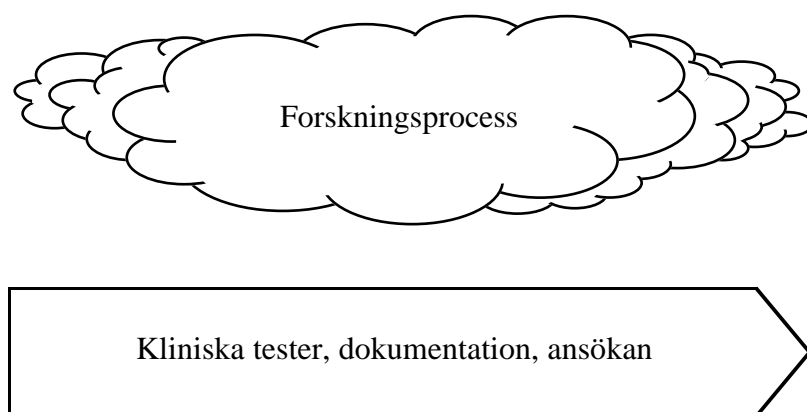 Forskningsprocess
Kliniska tester, dokumentation, ansökan